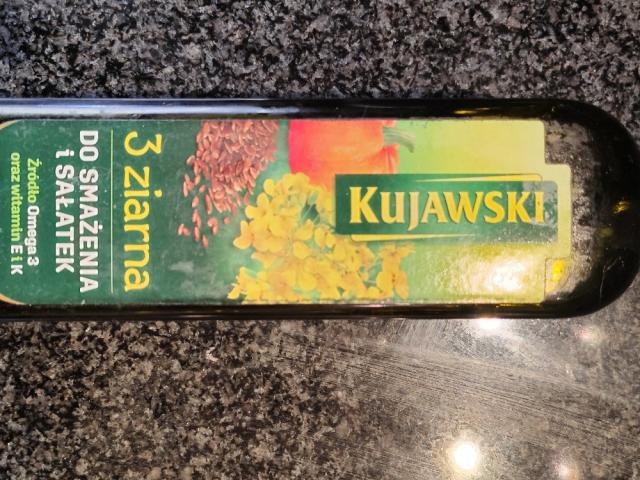 KUJAWSKI
3 ziarna
DO SMAŻENIA
i SAŁATEK
Źródło Omega 3
oraz witamin E i K